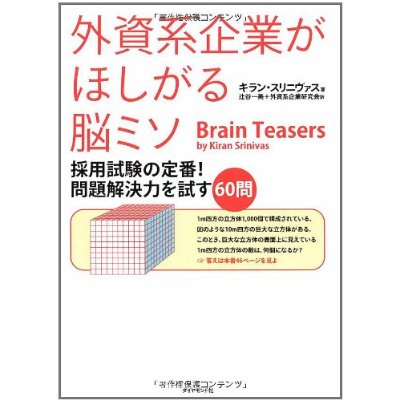 「著作権保護コンテンツ」
外資系企業が
ほしがる
脳ミソ
キラン・スリニヴァス 著
辻谷一美+外資系企業研究会 訳
Brain Teasers
by Kiran Srinivas
採用試験の定番!
問題解決力を試す60問
1m四方の立方体1,000個で構成されている、
図のような10m四方の巨大な立方体がある。
このとき、巨大な立方体の表面上に見えている
1m四方の立方体の数は、何個になるか?
☞ 答えは本書46ページを見よ
ダイヤモンド社
「著作権保護コンテンツ」